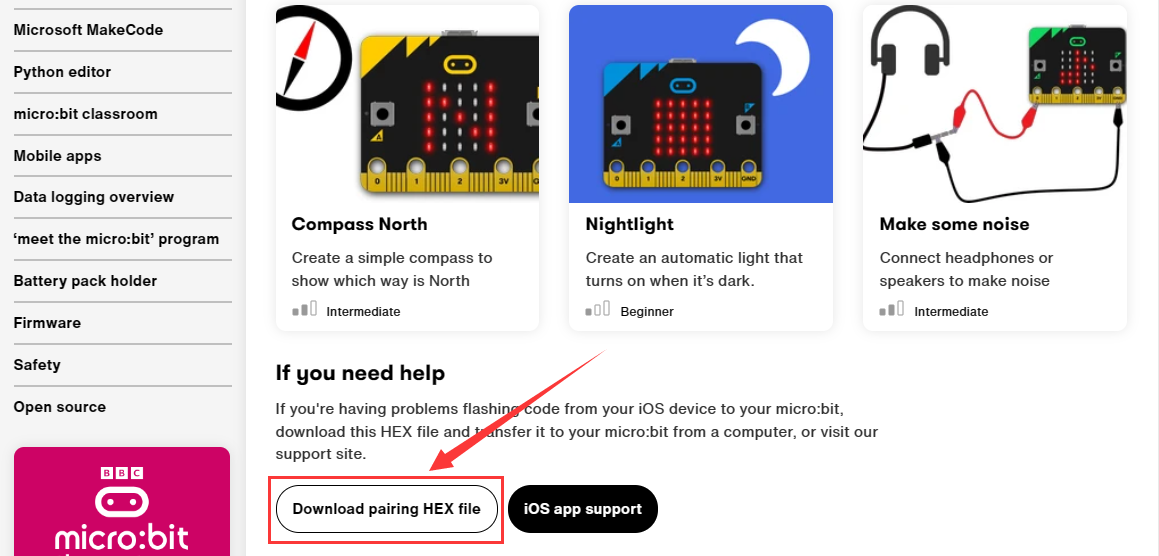 Microsoft MakeCode
Python editor
micro:bit classroom
Mobile apps
Data logging overview
‘meet the micro:bit’ program
Battery pack holder
Firmware
Safety
Open source
BBC
micro:bit
0 1 2 3V
Compass North
Create a simple compass to
show which way is North
Intermediate
0 1 2 3V GND
Nightlight
Create an automatic light that
turns on when it’s dark.
Beginner
0 1 2 3V GND
Make some noise
Connect headphones or
speakers to make noise
Intermediate
If you need help
If you're having problems flashing code from your iOS device to your micro:bit,
download this HEX file and transfer it to your micro:bit from a computer, or visit our
support site.
Download pairing HEX file
iOS app support